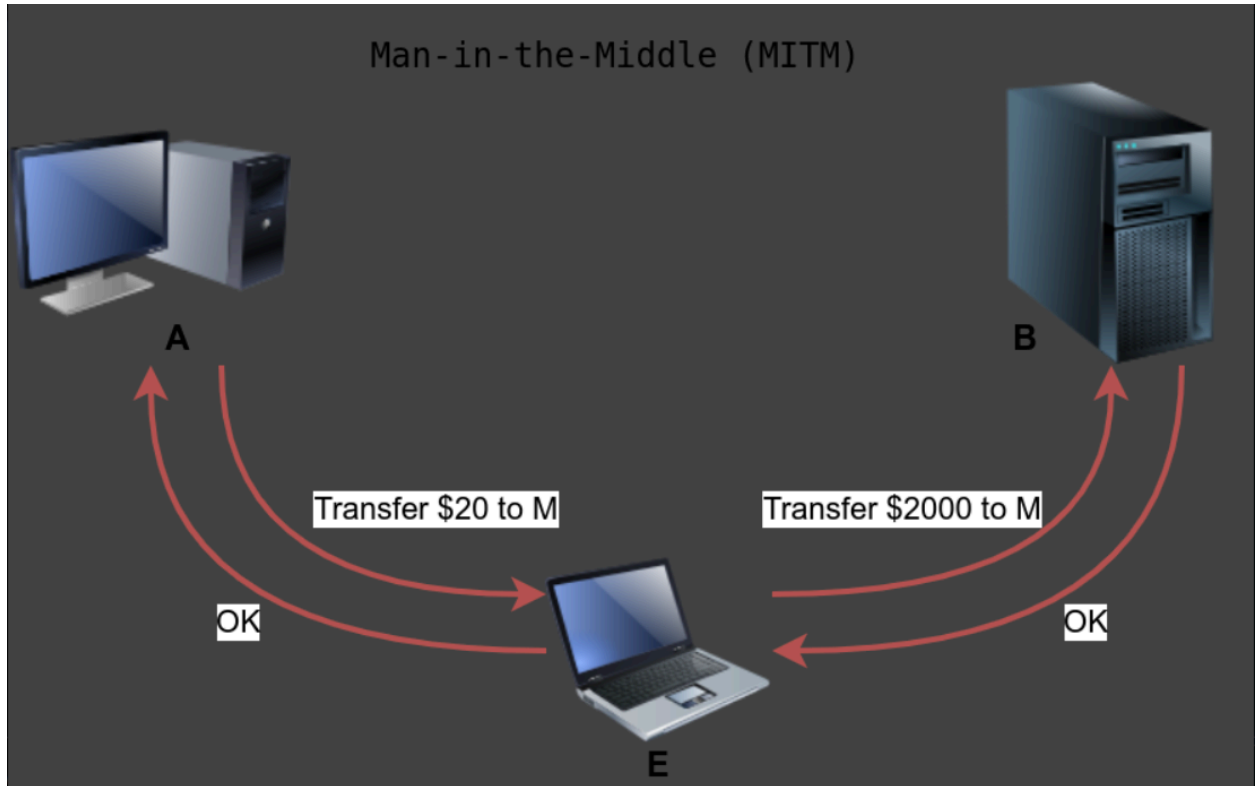 Man-in-the-Middle (MITM)
A
B
Transfer $20 to M
Transfer $2000 to M
OK
OK
E